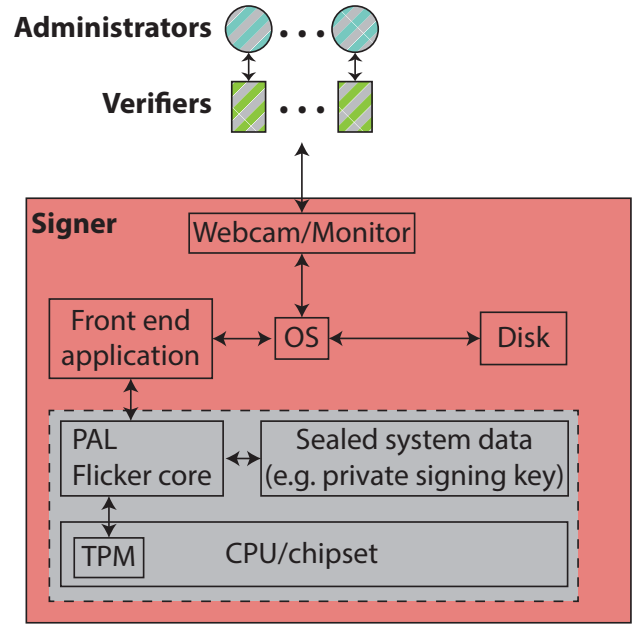 Administrators
Verifiers
Signer
Webcam/Monitor
Front end
application
OS
Disk
PAL
Flicker core
Sealed system data
(e.g. private signing key)
TPM
CPU/chipset